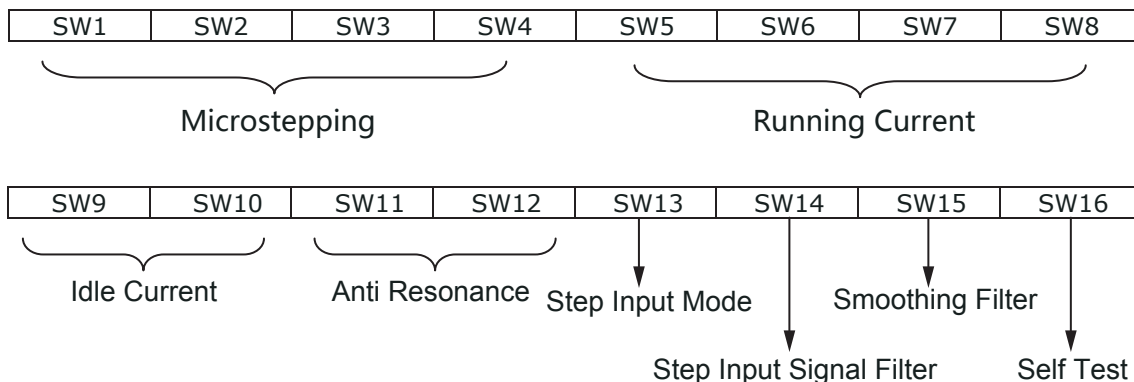 SW1 SW2 SW3 SW4 SW5 SW6 SW7 SW8
Microstepping Running Current
SW9 SW10 SW11 SW12 SW13 SW14 SW15 SW16
Idle Current Anti Resonance Step Input Mode Smoothing Filter
Step Input Signal Filter Self Test